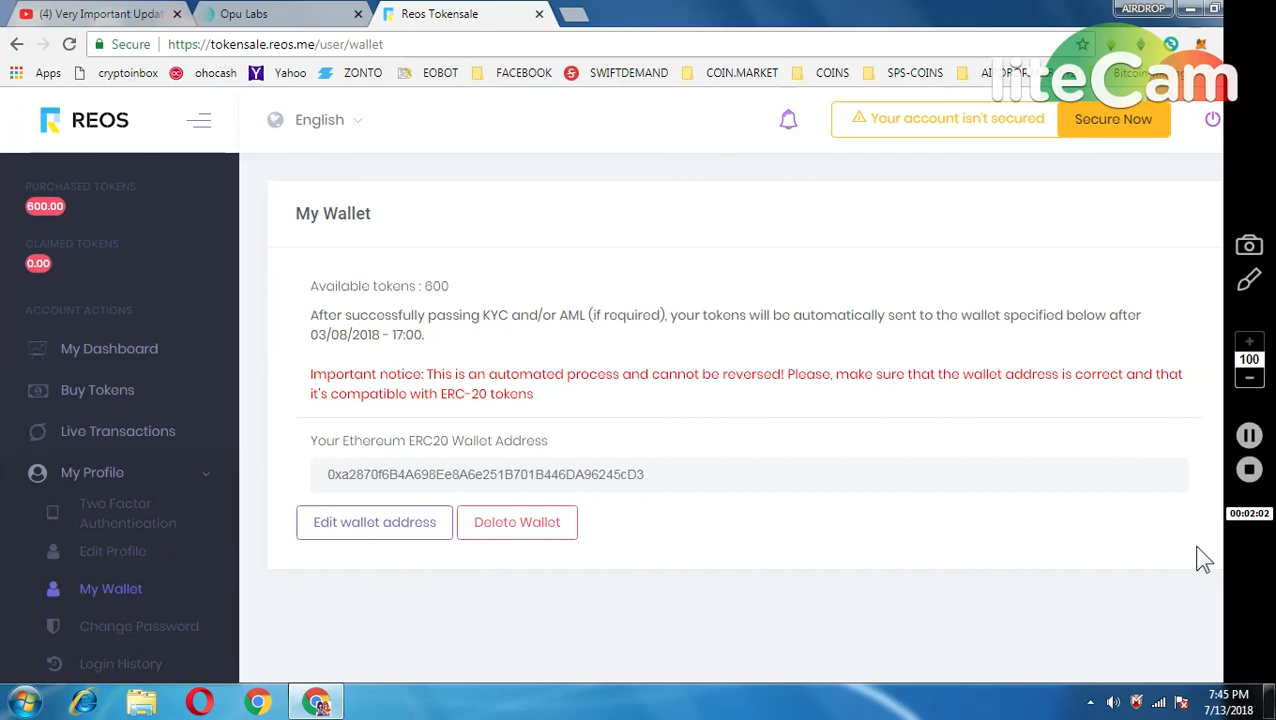 (4) Very Important Updat
Opu Labs
Reos Tokensale
AIRDROP
Secure
https://tokensale.reos.me/user/wallet
Apps
cryptoinbox
ohocash
Yahoo
ZONTO
EOBOT
FACEBOOK
SWIFTDEMAND
COIN.MARKET
COINS
SPS-COINS
liteCam
REOS
English
Your account isn't secured
Secure Now
PURCHASED TOKENS
600.00
CLAIMED TOKENS
0.00
ACCOUNT ACTIONS
My Dashboard
Buy Tokens
Live Transactions
My Profile
Two Factor
Authentication
Edit Profile
My Wallet
Change Password
Login History
My Wallet
Available tokens : 600
After successfully passing KYC and/or AML (if required), your tokens will be automatically sent to the wallet specified below after
03/08/2018 - 17:00.
Important notice: This is an automated process and cannot be reversed! Please, make sure that the wallet address is correct and that
it's compatible with ERC-20 tokens
Your Ethereum ERC20 Wallet Address
0xa2870f6B4A698Ee8A6e251B701B446DA96245cD3
Edit wallet address
Delete Wallet
100
00:02:02
7:45 PM
7/13/2018